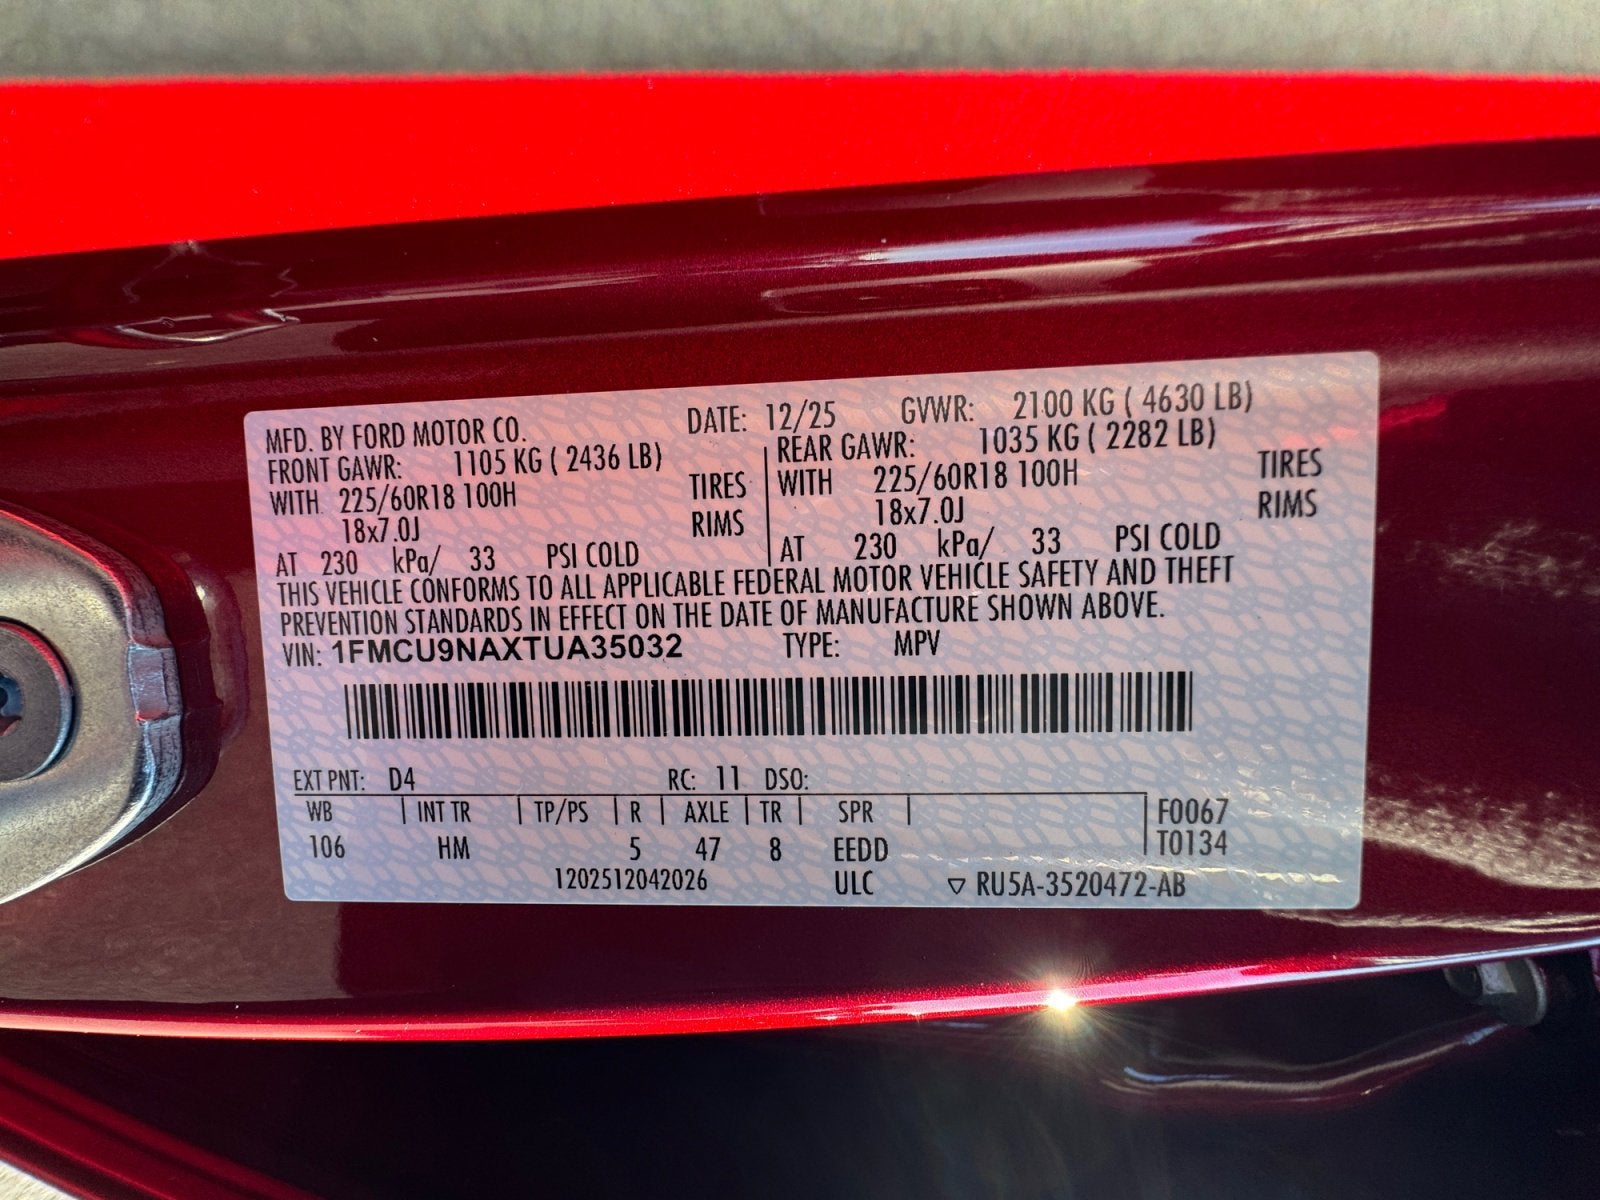 MFD. BY FORD MOTOR CO. DATE: 12/25 GVWR: 2100 KG ( 4630 LB)
FRONT GAWR: 1105 KG ( 2436 LB) REAR GAWR: 1035 KG ( 2282 LB)
WITH 225/60R18 100H TIRES WITH 225/60R18 100H TIRES
18x7.0J RIMS 18x7.0J RIMS
AT 230 kPa/ 33 PSI COLD AT 230 kPa/ 33 PSI COLD
THIS VEHICLE CONFORMS TO ALL APPLICABLE FEDERAL MOTOR VEHICLE SAFETY AND THEFT
PREVENTION STANDARDS IN EFFECT ON THE DATE OF MANUFACTURE SHOWN ABOVE.
VIN: 1FMCU9NAXTUA35032 TYPE: MPV
EXT PNT: D4 RC: 11 DSO:
WB INT TR TP/PS R AXLE TR SPR F0067
106 HM 5 47 8 EEDD T0134
1202512042026 ULC ▽ RU5A-3520472-AB